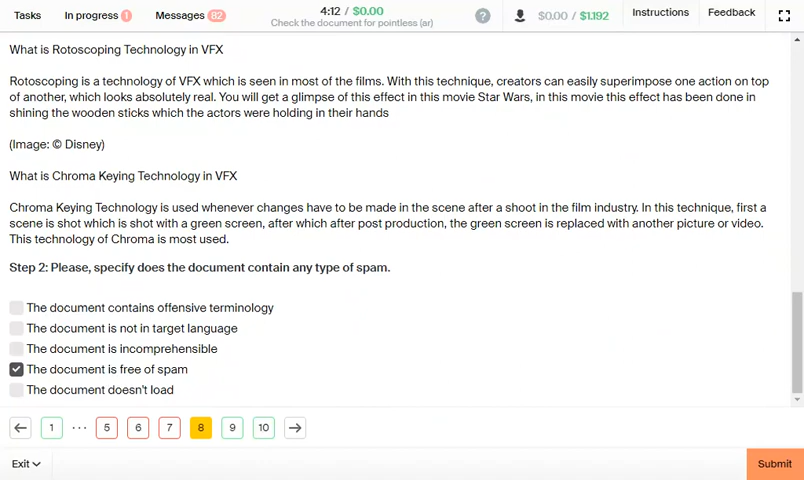 Tasks In progress 1 Messages 82 4:12 / $0.00 ? $0.00 / $1.192 Instructions Feedback
Check the document for pointless (ar)
What is Rotoscoping Technology in VFX
Rotoscoping is a technology of VFX which is seen in most of the films. With this technique, creators can easily superimpose one action on top
of another, which looks absolutely real. You will get a glimpse of this effect in this movie Star Wars, in this movie this effect has been done in
shining the wooden sticks which the actors were holding in their hands
(Image: © Disney)
What is Chroma Keying Technology in VFX
Chroma Keying Technology is used whenever changes have to be made in the scene after a shoot in the film industry. In this technique, first a
scene is shot which is shot with a green screen, after which after post production, the green screen is replaced with another picture or video.
This technology of Chroma is most used.
Step 2: Please, specify does the document contain any type of spam.
The document contains offensive terminology
The document is not in target language
The document is incomprehensible
The document is free of spam
The document doesn't load
1 ... 5 6 7 8 9 10
Exit Submit